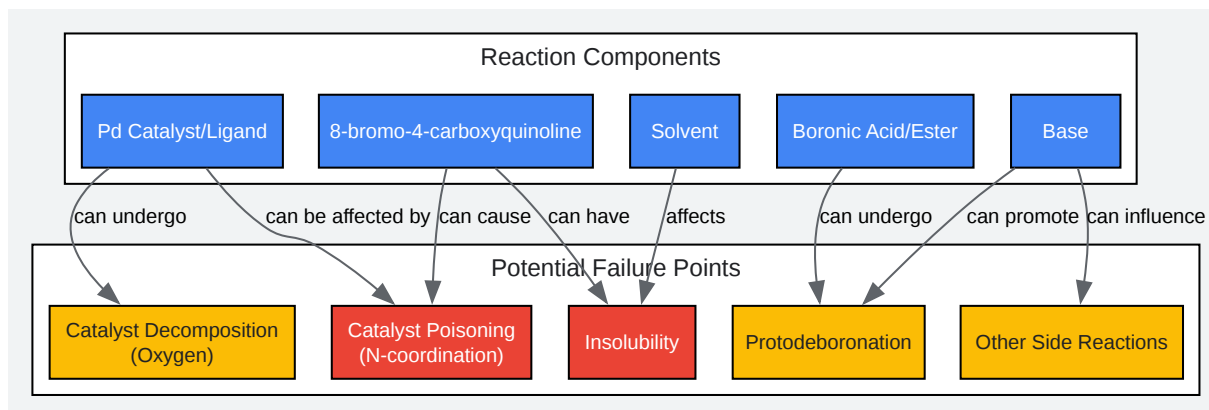 Reaction Components
Pd Catalyst/Ligand
8-bromo-4-carboxyquinoline
Solvent
Boronic Acid/Ester
Base
can undergo
can be affected by
can cause
can have
affects
can undergo
can promote
can influence
Potential Failure Points
Catalyst Decomposition
(Oxygen)
Catalyst Poisoning
(N-coordination)
Insolubility
Protodeboronation
Other Side Reactions